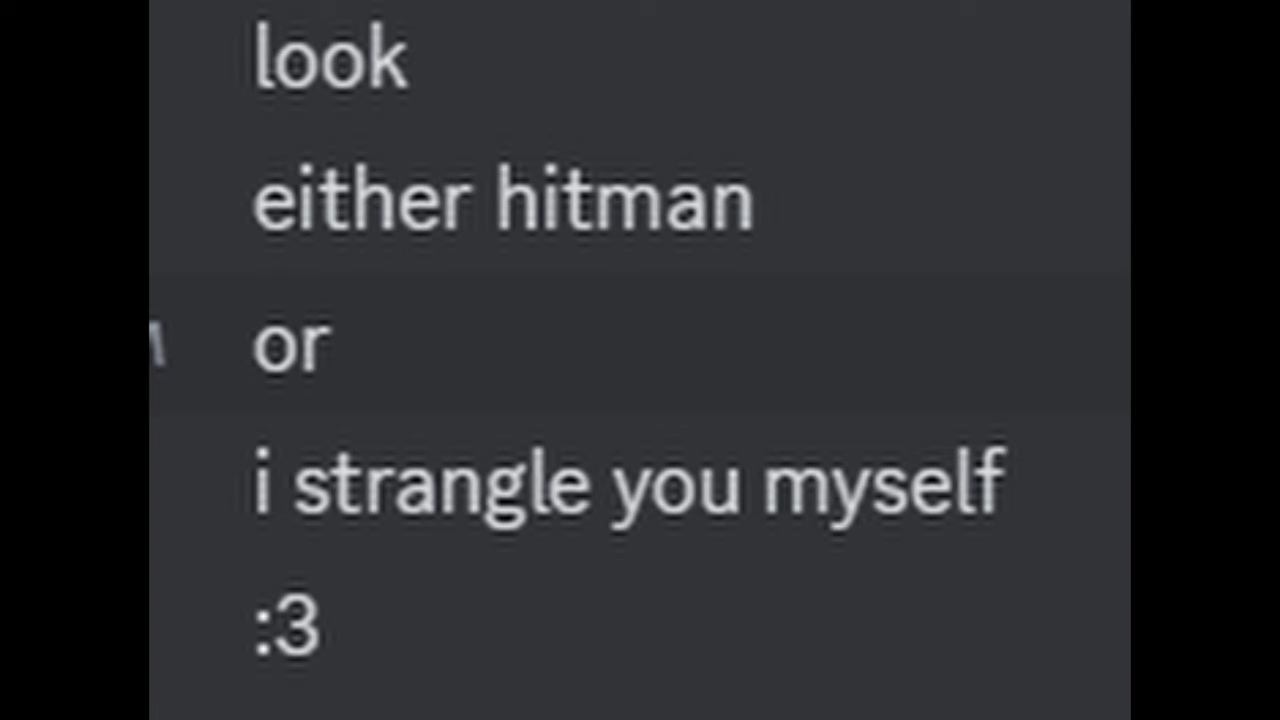 look
either hitman
or
i strangle you myself
:3